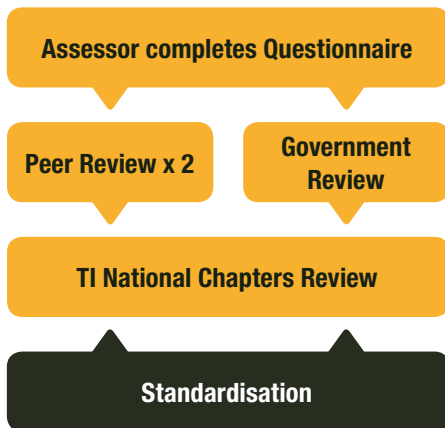 Assessor completes Questionnaire
Peer Review x 2
Government
Review
TI National Chapters Review
Standardisation